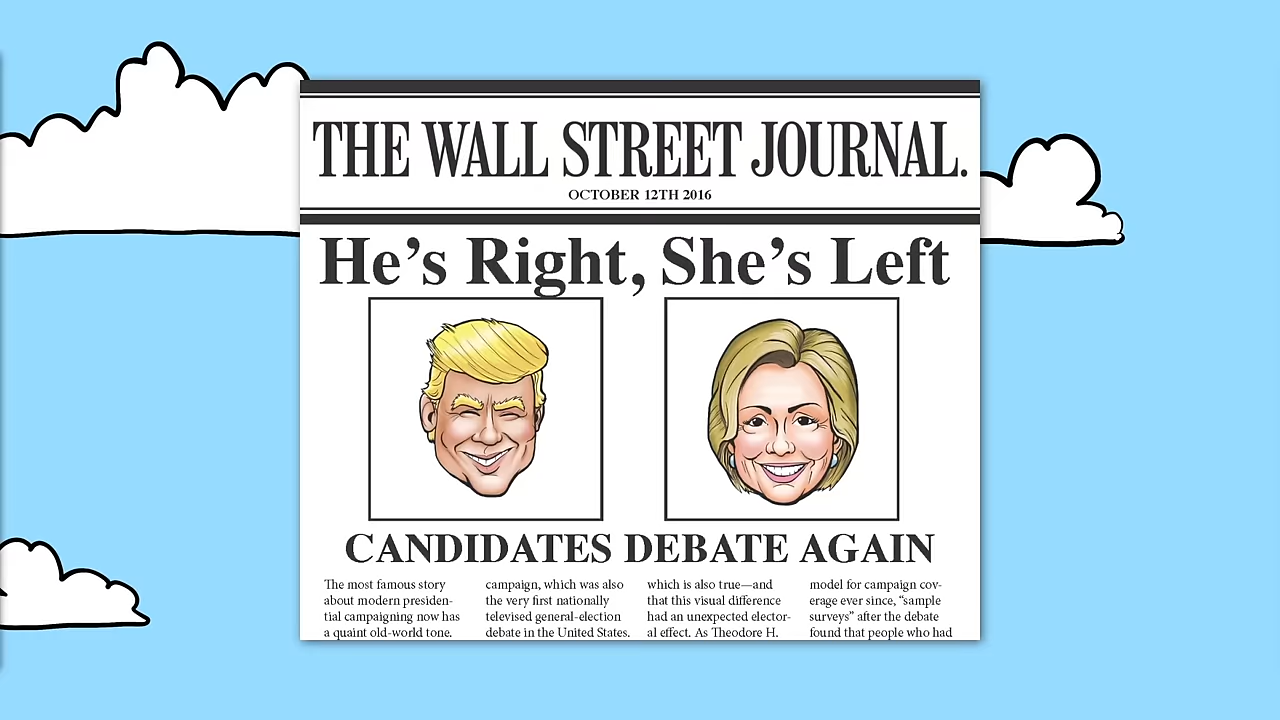 THE WALL STREET JOURNAL.
OCTOBER 12TH 2016
He's Right, She's Left
CANDIDATES DEBATE AGAIN
The most famous story
about modern presiden-
tial campaigning now has
a quaint old-world tone.
campaign, which was also
the very first nationally
televised general-election
debate in the United States.
which is also true—and
that this visual difference
had an unexpected elector-
al effect. As Theodore H.
model for campaign cov-
erage ever since, “sample
surveys” after the debate
found that people who had